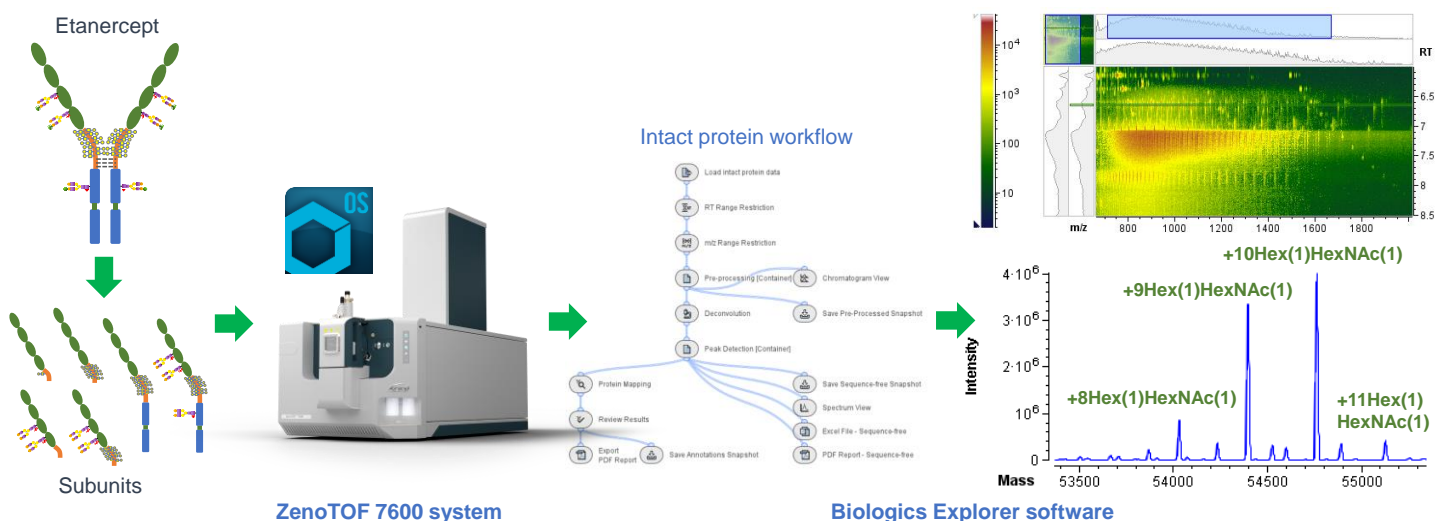 Etanercept
Subunits
OS
ZenoTOF 7600 system
Intact protein workflow
Load intact protein data
RT Range Restriction
m/z Range Restriction
Pre-processing [Container]
Chromatogram View
Deconvolution
Save Pre-Processed Snapshot
Peak Detection [Container]
Protein Mapping
Save Sequence-free Snapshot
Review Results
Spectrum View
Excel File - Sequence-free
Export
PDF Report
Save Annotations Snapshot
PDF Report - Sequence-free
Biologics Explorer software
10⁴
10³
100
10
RT
6.5
7
7.5
8
8.5
m/z
800
1000
1200
1400
1600
1800
+10Hex(1)HexNAc(1)
+9Hex(1)HexNAc(1)
+8Hex(1)HexNAc(1)
+11Hex(1)
HexNAc(1)
Intensity
4·10⁶
3·10⁶
2·10⁶
10⁶
0
Mass
53500
54000
54500
55000